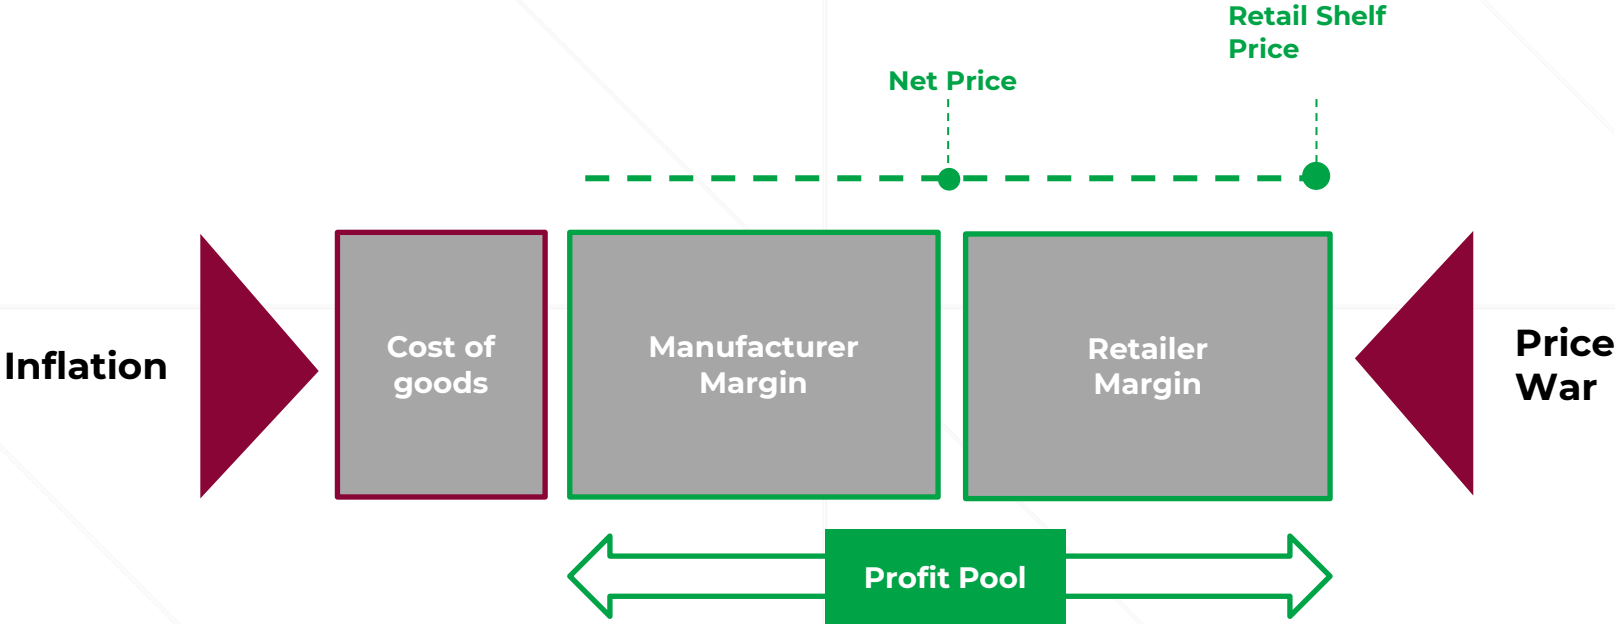 Retail Shelf
Price
Net Price
Inflation
Cost of
goods
Manufacturer
Margin
Retailer
Margin
Price
War
Profit Pool